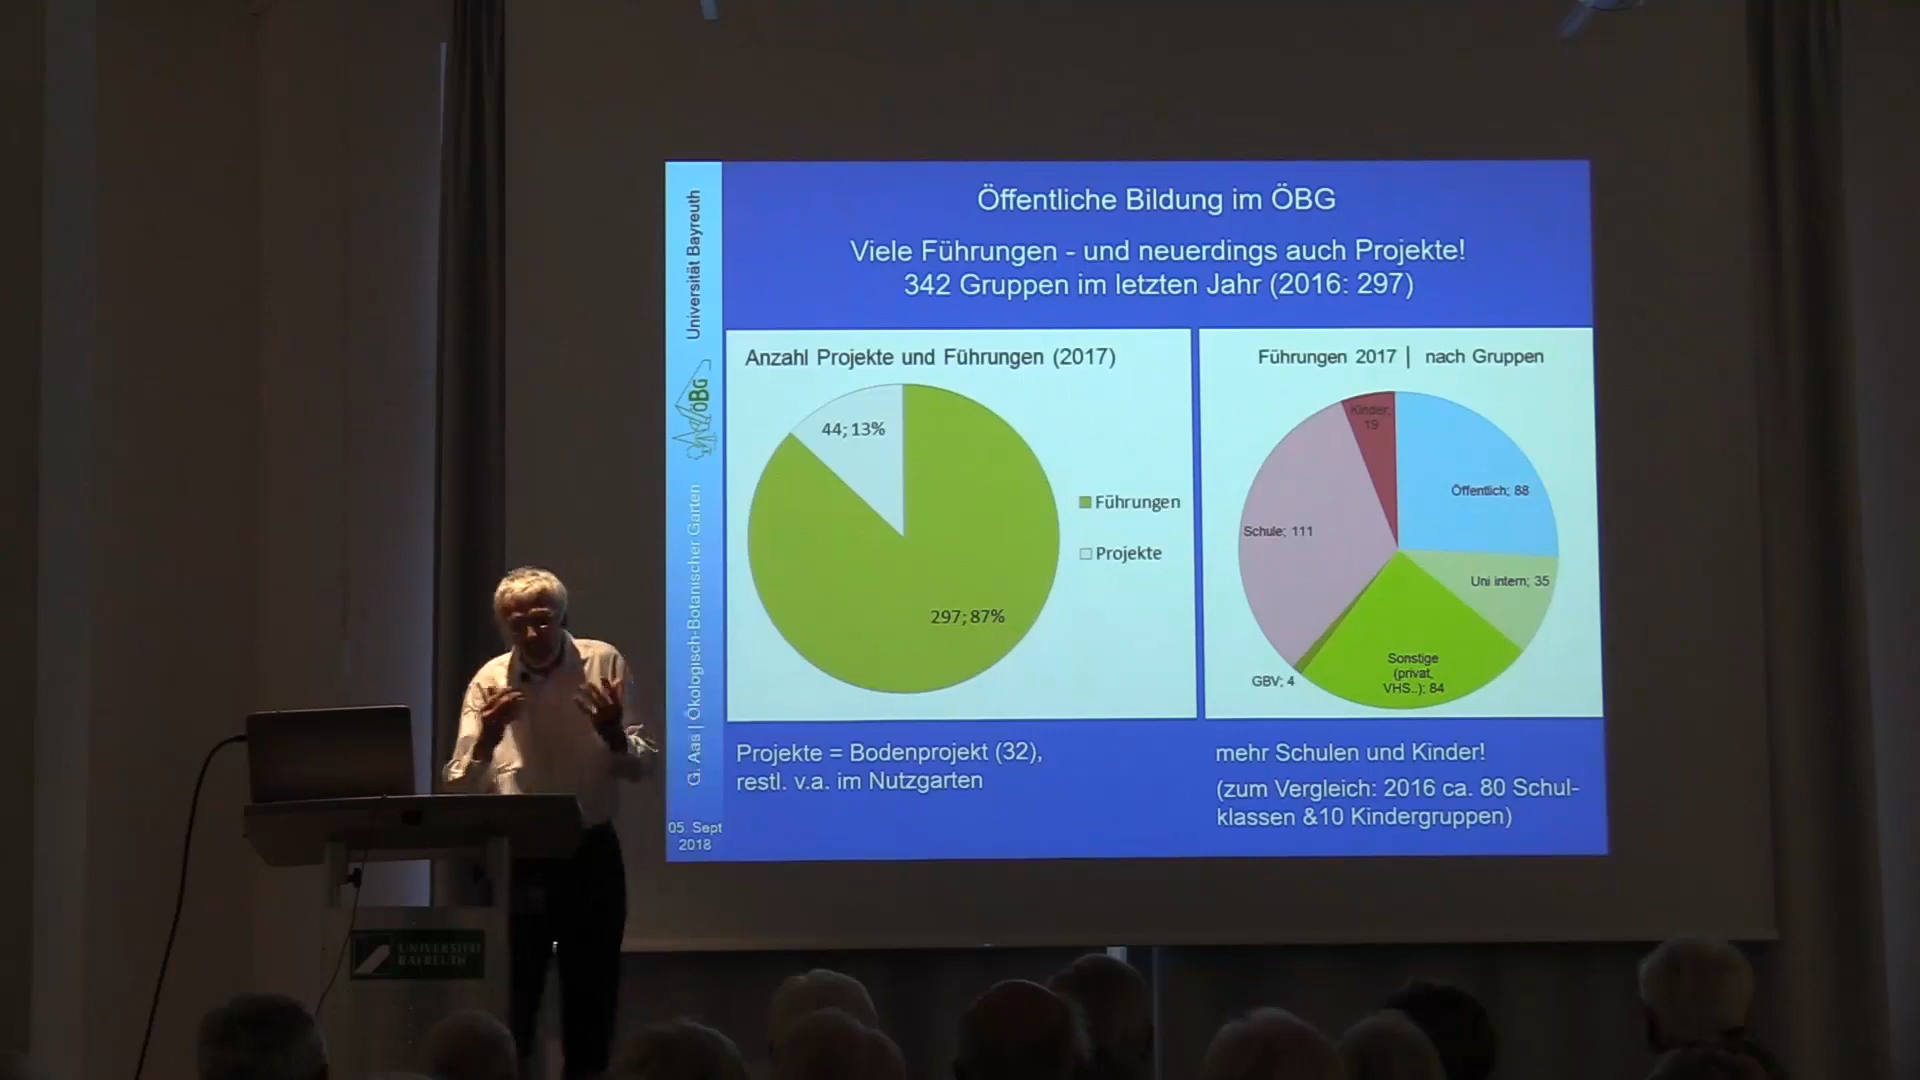 Öffentliche Bildung im ÖBG
Viele Führungen - und neuerdings auch Projekte!
342 Gruppen im letzten Jahr (2016: 297)
Anzahl Projekte und Führungen (2017)
44; 13%
297; 87%
Führungen
Projekte
Führungen 2017 | nach Gruppen
Kinder;
19
Öffentlich; 88
Schule; 111
Uni intern; 35
Sonstige
(privat,
VHS..); 84
GBV; 4
Projekte = Bodenprojekt (32),
restl. v.a. im Nutzgarten
mehr Schulen und Kinder!
(zum Vergleich: 2016 ca. 80 Schul-
klassen &10 Kindergruppen)
G. Aas | Ökologisch-Botanischer Garten
ÖBG
Universität Bayreuth
05. Sept
2018
UNIVERSITÄT
BAYREUTH